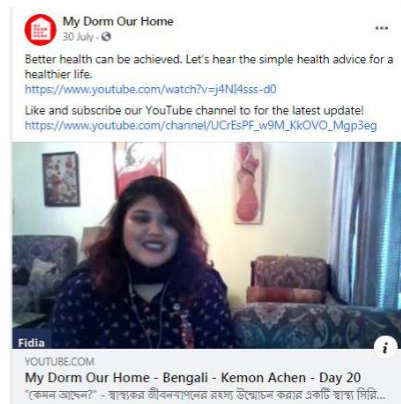 My Dorm Our Home
30 July
Better health can be achieved. Let's hear the simple health advice for a
healthier life.
https://www.youtube.com/watch?v=j4NI4sss-d0
Like and subscribe our YouTube channel to for the latest update!
https://www.youtube.com/channel/UCrEsPF_w9M_KkOVO_Mgp3eg
Fidia
YOUTUBE.COM
My Dorm Our Home - Bengali - Kemon Achen - Day 20
"কেমন আছেন?" - স্বাস্থ্যকর জীবনযাপনের রহস্য উন্মোচন করার একটি স্বাস্থ্য সিরি...